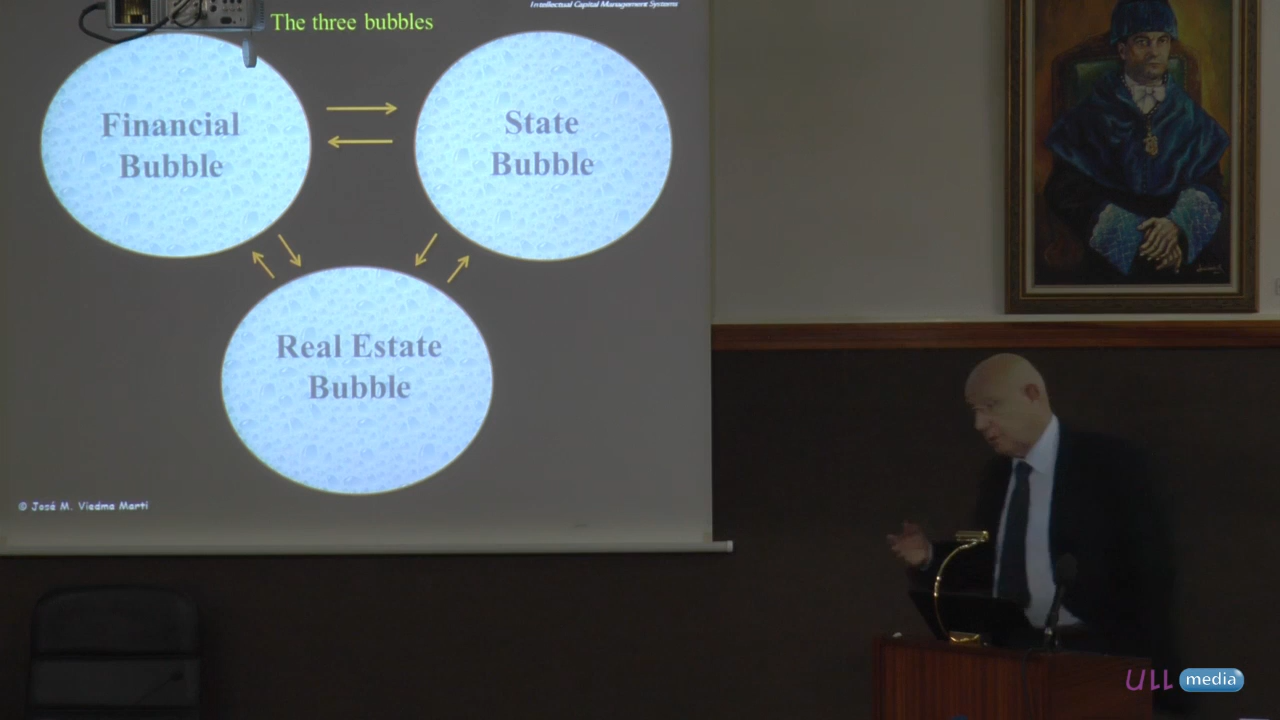 Intellectual Capital Management Systems
The three bubbles
Financial
Bubble
State
Bubble
Real Estate
Bubble
© José M. Viedma Martí
ULL media